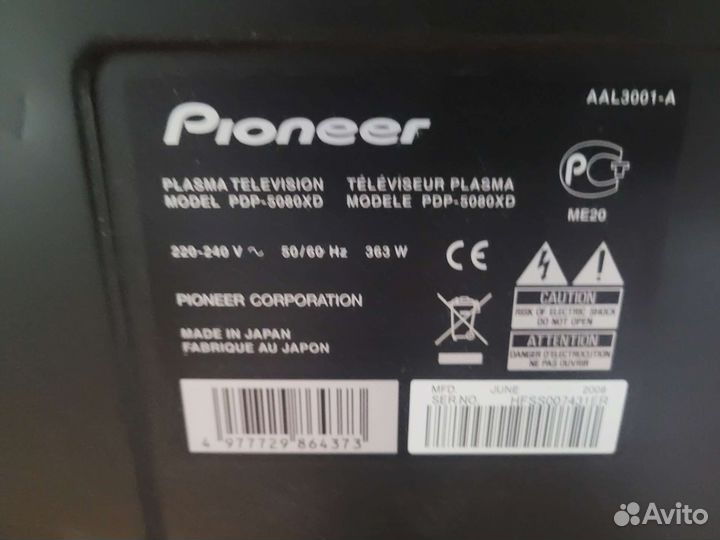 AAL3001-A
Pioneer
PLASMA TELEVISION
MODEL PDP-5080XD
TÉLÉVISEUR PLASMA
MODELE PDP-5080XD
PCT
ME20
220-240 V ~ 50/60 Hz 363 W
CE
PIONEER CORPORATION
CAUTION
RISK OF ELECTRIC SHOCK
DO NOT OPEN
MADE IN JAPAN
FABRIQUE AU JAPON
ATTENTION
DANGER D'ELECTROCUTION
NE PAS OUVRIR
MFD. JUNE 2008
SER.NO. HFSS007431ER
4 977729 864373
Avito